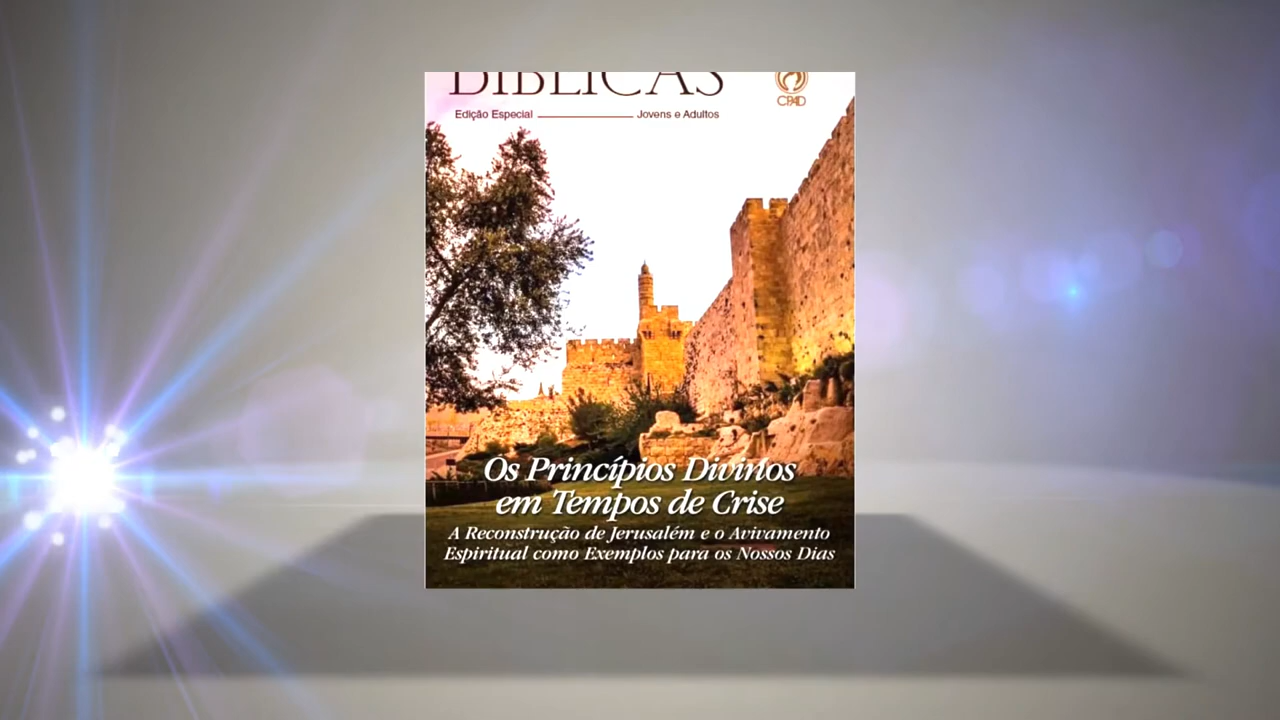 BÍBLICAS
CPAD
Edição Especial Jovens e Adultos
Os Princípios Divinos
em Tempos de Crise
A Reconstrução de Jerusalém e o Avivamento
Espiritual como Exemplos para os Nossos Dias